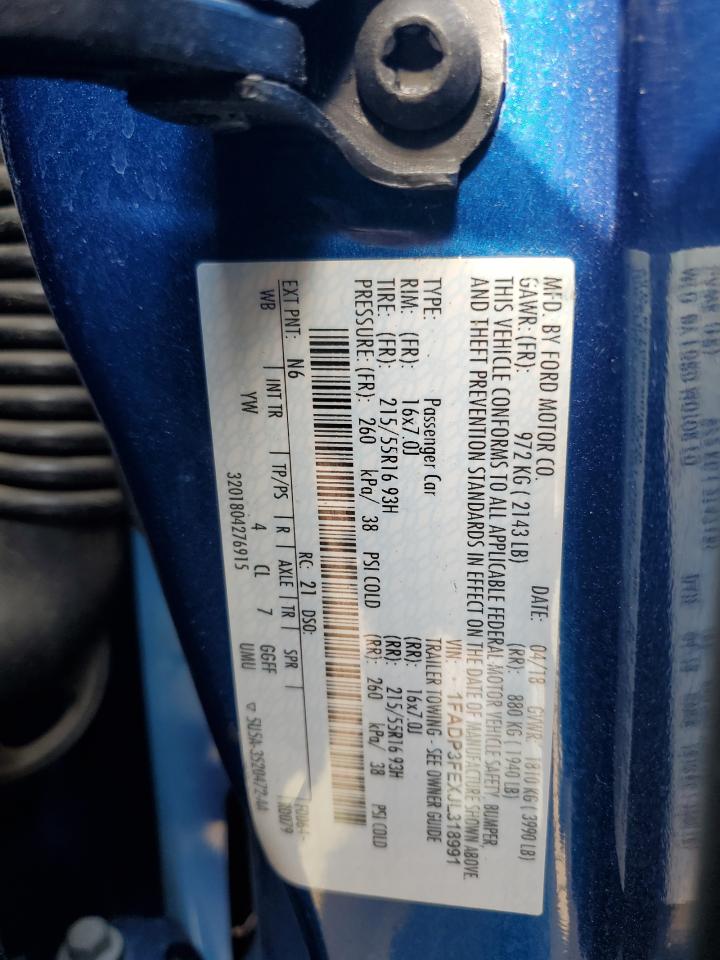 MFD. BY FORD MOTOR CO.
DATE: 04/18 GVWR: 1810 KG ( 3990 LB)
GAWR: (FR): 972 KG ( 2143 LB) (RR): 880 KG ( 1940 LB)
THIS VEHICLE CONFORMS TO ALL APPLICABLE FEDERAL MOTOR VEHICLE SAFETY, BUMPER,
AND THEFT PREVENTION STANDARDS IN EFFECT ON THE DATE OF MANUFACTURE SHOWN ABOVE.
VIN: 1FADP3FEXJL318991
TYPE: Passenger Car TRAILER TOWING - SEE OWNER GUIDE
RIM: (FR): 16x7.0J (RR): 16x7.0J
TIRE: (FR): 215/55R16 93H (RR): 215/55R16 93H
PRESSURE: (FR): 260 kPa/ 38 PSI COLD (RR): 260 kPa/ 38 PSI COLD
RC: 21 DSO:
EXT PNT: N6
WB | INT TR | TP/PS | R | AXLE | TR | SPR |
YW 4 CL 7 GGFF
UMU
3201804276915